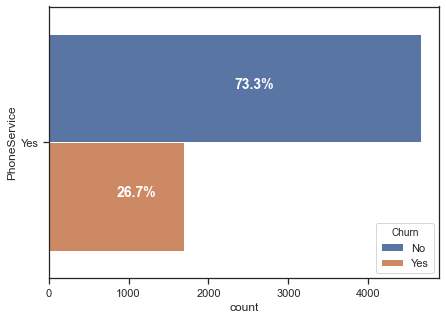 73.3%
Yes
26.7%
PhoneService
Churn
No
Yes
0 1000 2000 3000 4000
count